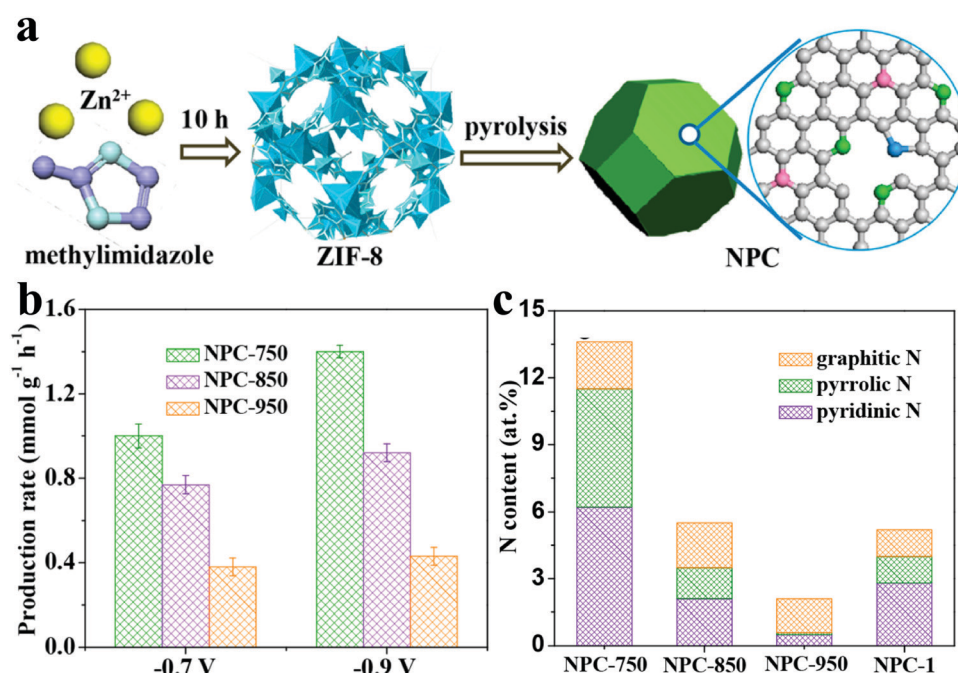 a
Zn²⁺
10 h
pyrolysis
methylimidazole
ZIF-8
NPC
b
Production rate (mmol g⁻¹ h⁻¹)
1.6
1.2
0.8
0.4
0.0
NPC-750
NPC-850
NPC-950
-0.7 V
-0.9 V
c
N content (at.%)
15
12
9
6
3
0
graphitic N
pyrrolic N
pyridinic N
NPC-750
NPC-850
NPC-950
NPC-1